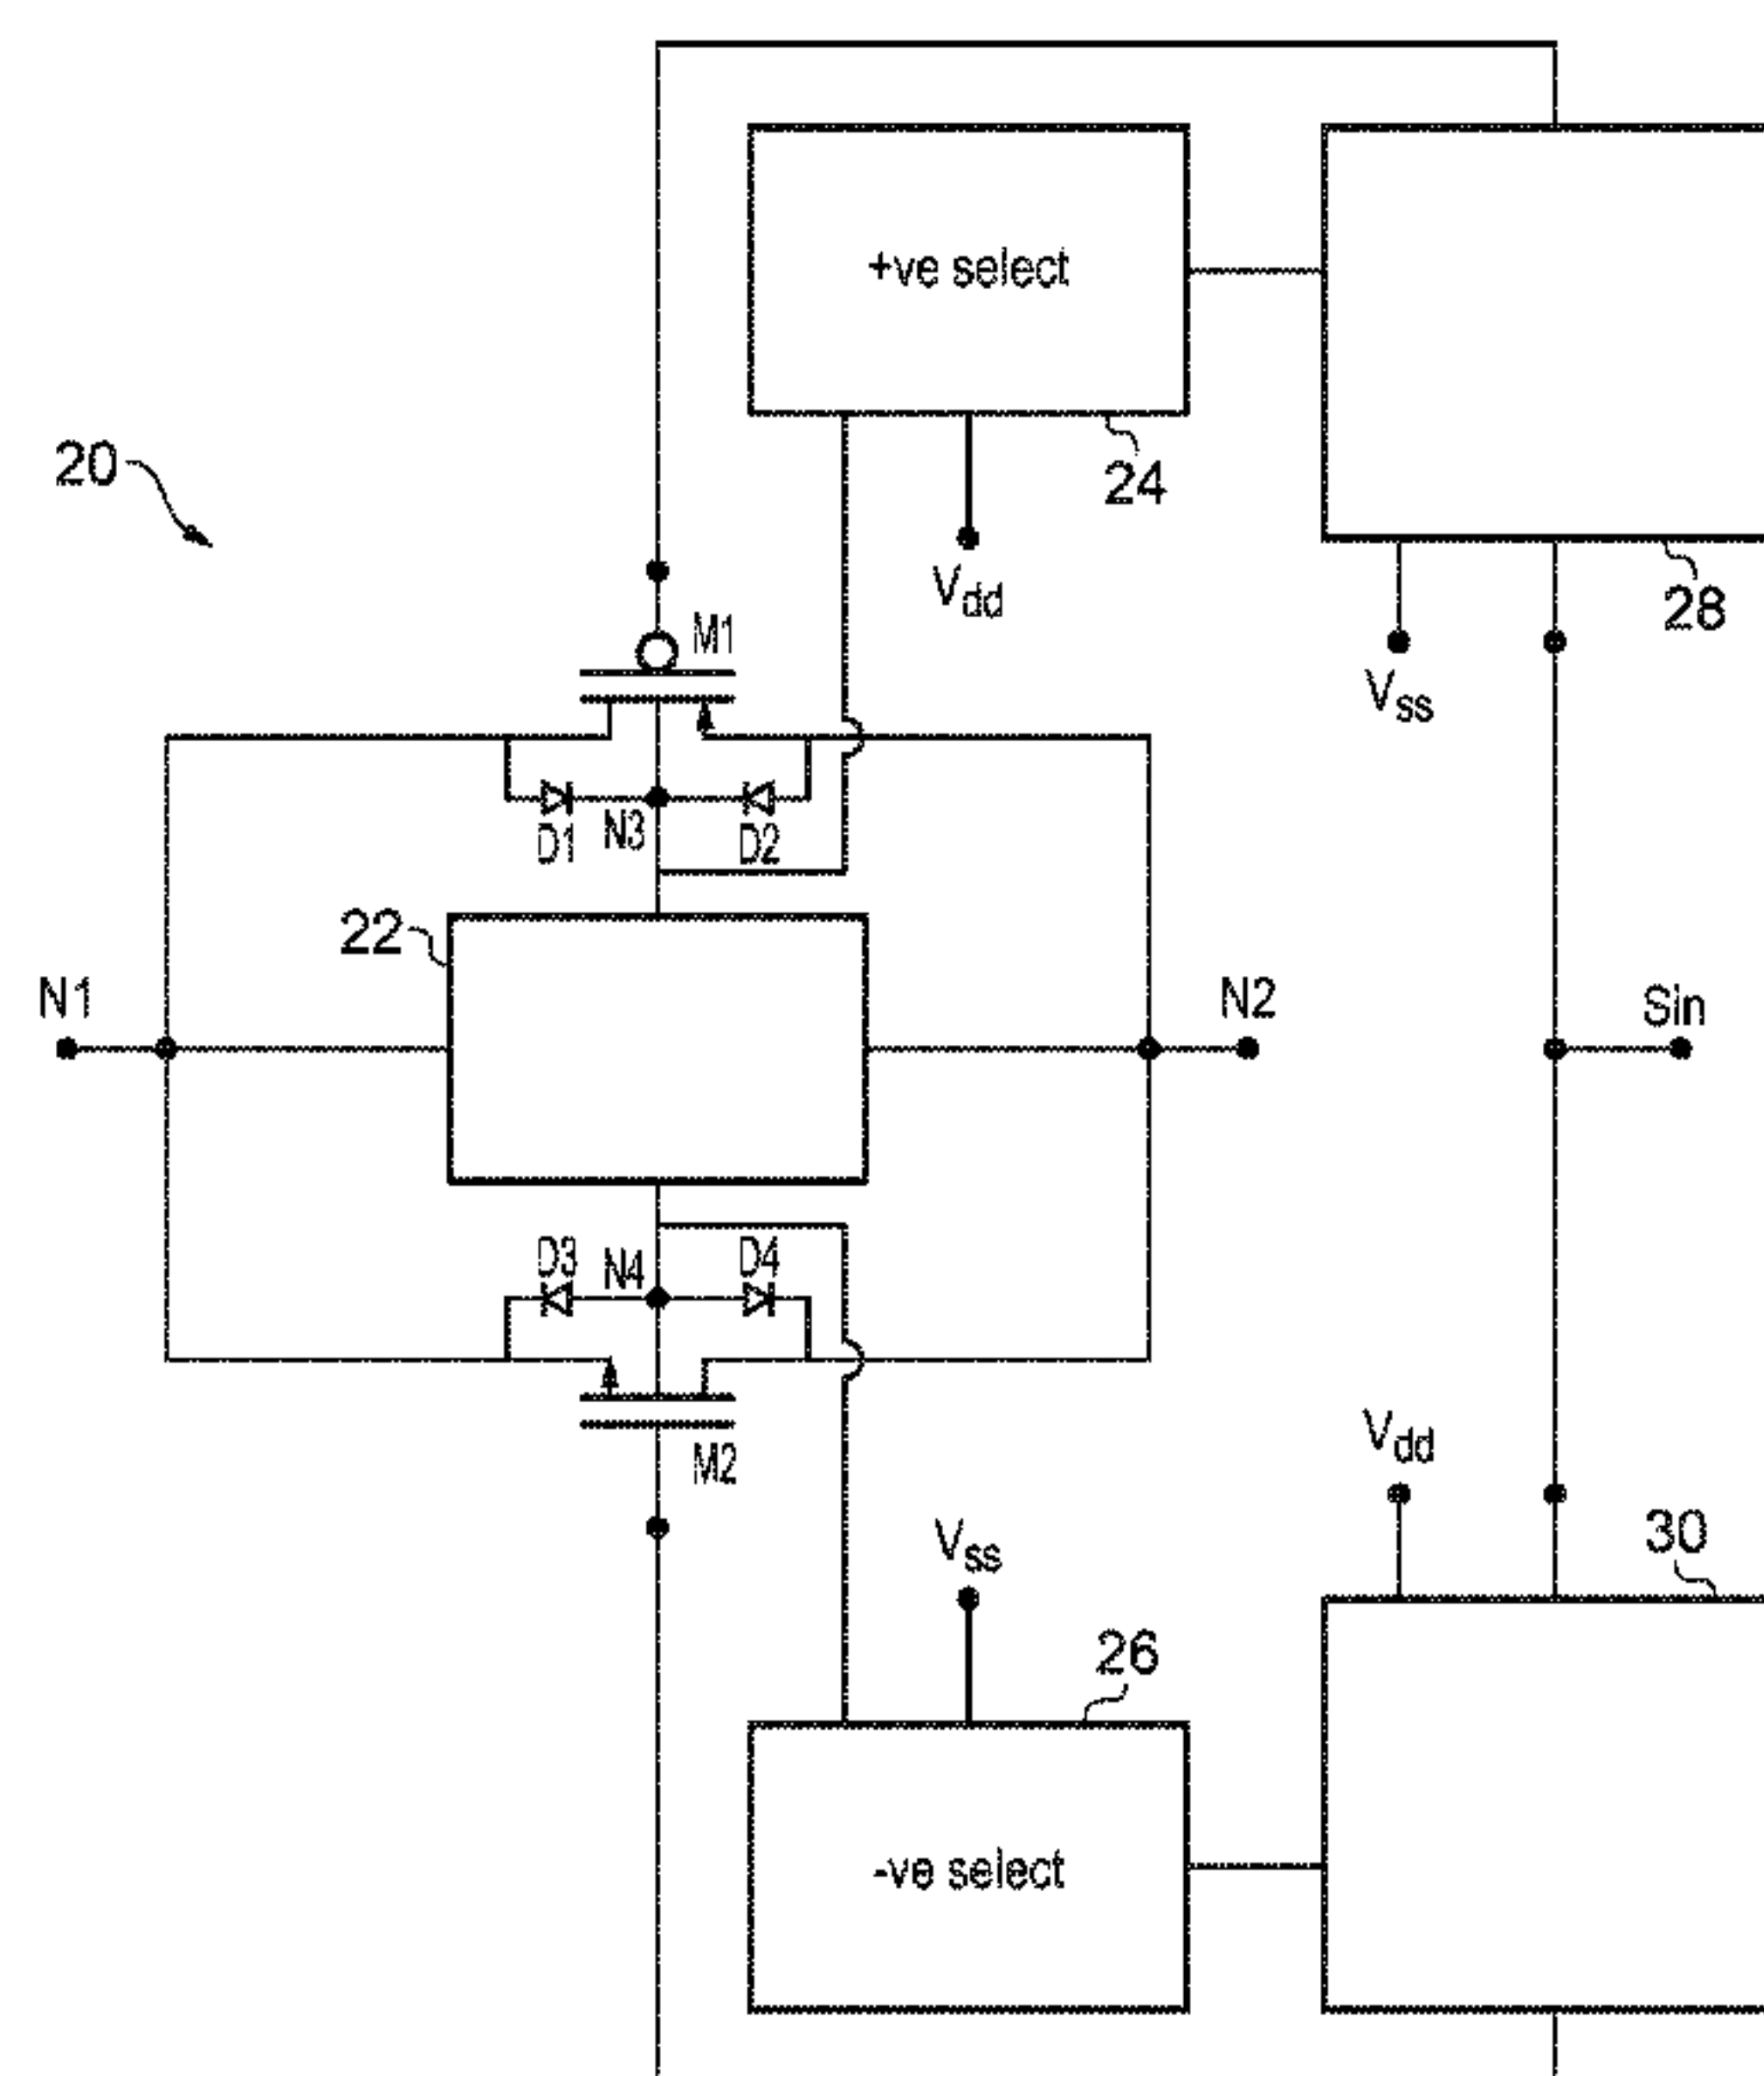 +ve select
20
24
Vdd
28
M1
Vss
D1
N3
D2
22
N1
N2
Sin
D3
N4
D4
M2
Vdd
Vss
30
26
-ve select